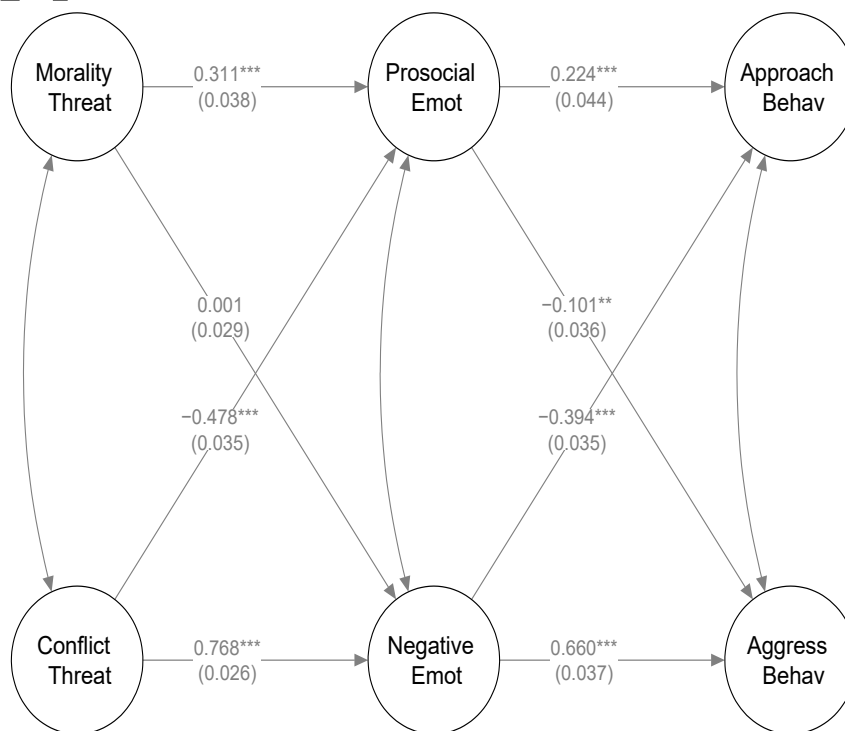 Morality
Threat
0.311***
(0.038)
Prosocial
Emot
0.224***
(0.044)
Approach
Behav
0.001
(0.029)
−0.101**
(0.036)
−0.478***
(0.035)
−0.394***
(0.035)
Conflict
Threat
0.768***
(0.026)
Negative
Emot
0.660***
(0.037)
Aggress
Behav